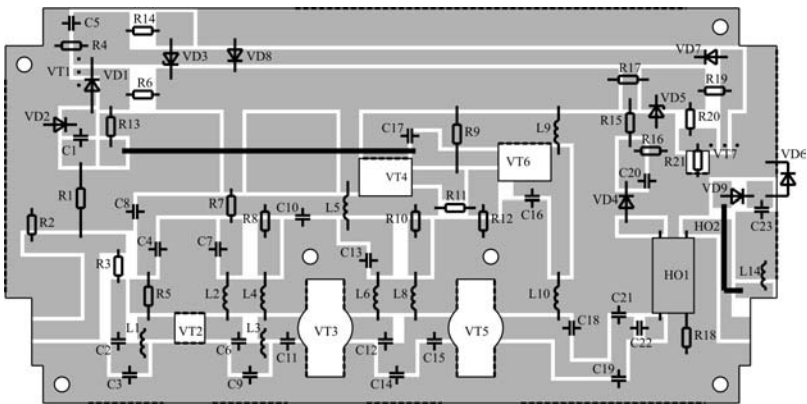 C5
R14
R4
VD3
VD8
VD7
VT1
VD1
R17
R6
R19
VD2
R13
VD5
R20
R15
C17
R9
L9
C1
R16
VT7
VT6
R21
VD6
VT4
C20
R1
L5
R11
C16
VD4
VD9
C8
R7
R2
R8
C10
R10
R12
C23
HO2
C4
C7
R3
C13
HO1
L14
R5
L2
L4
L6
L8
L10
C21
L1
VT2
L3
VT3
VT5
C18
C22
R18
C2
C6
C11
C12
C15
C3
C9
C14
C19